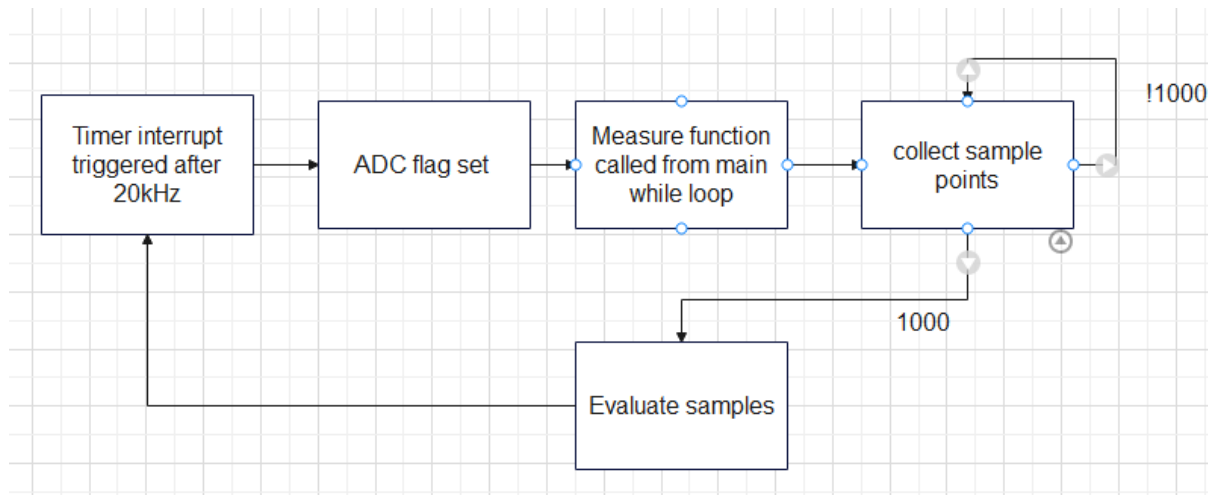 Timer interrupt
triggered after
20kHz
ADC flag set
Measure function
called from main
while loop
collect sample
points
!1000
1000
Evaluate samples